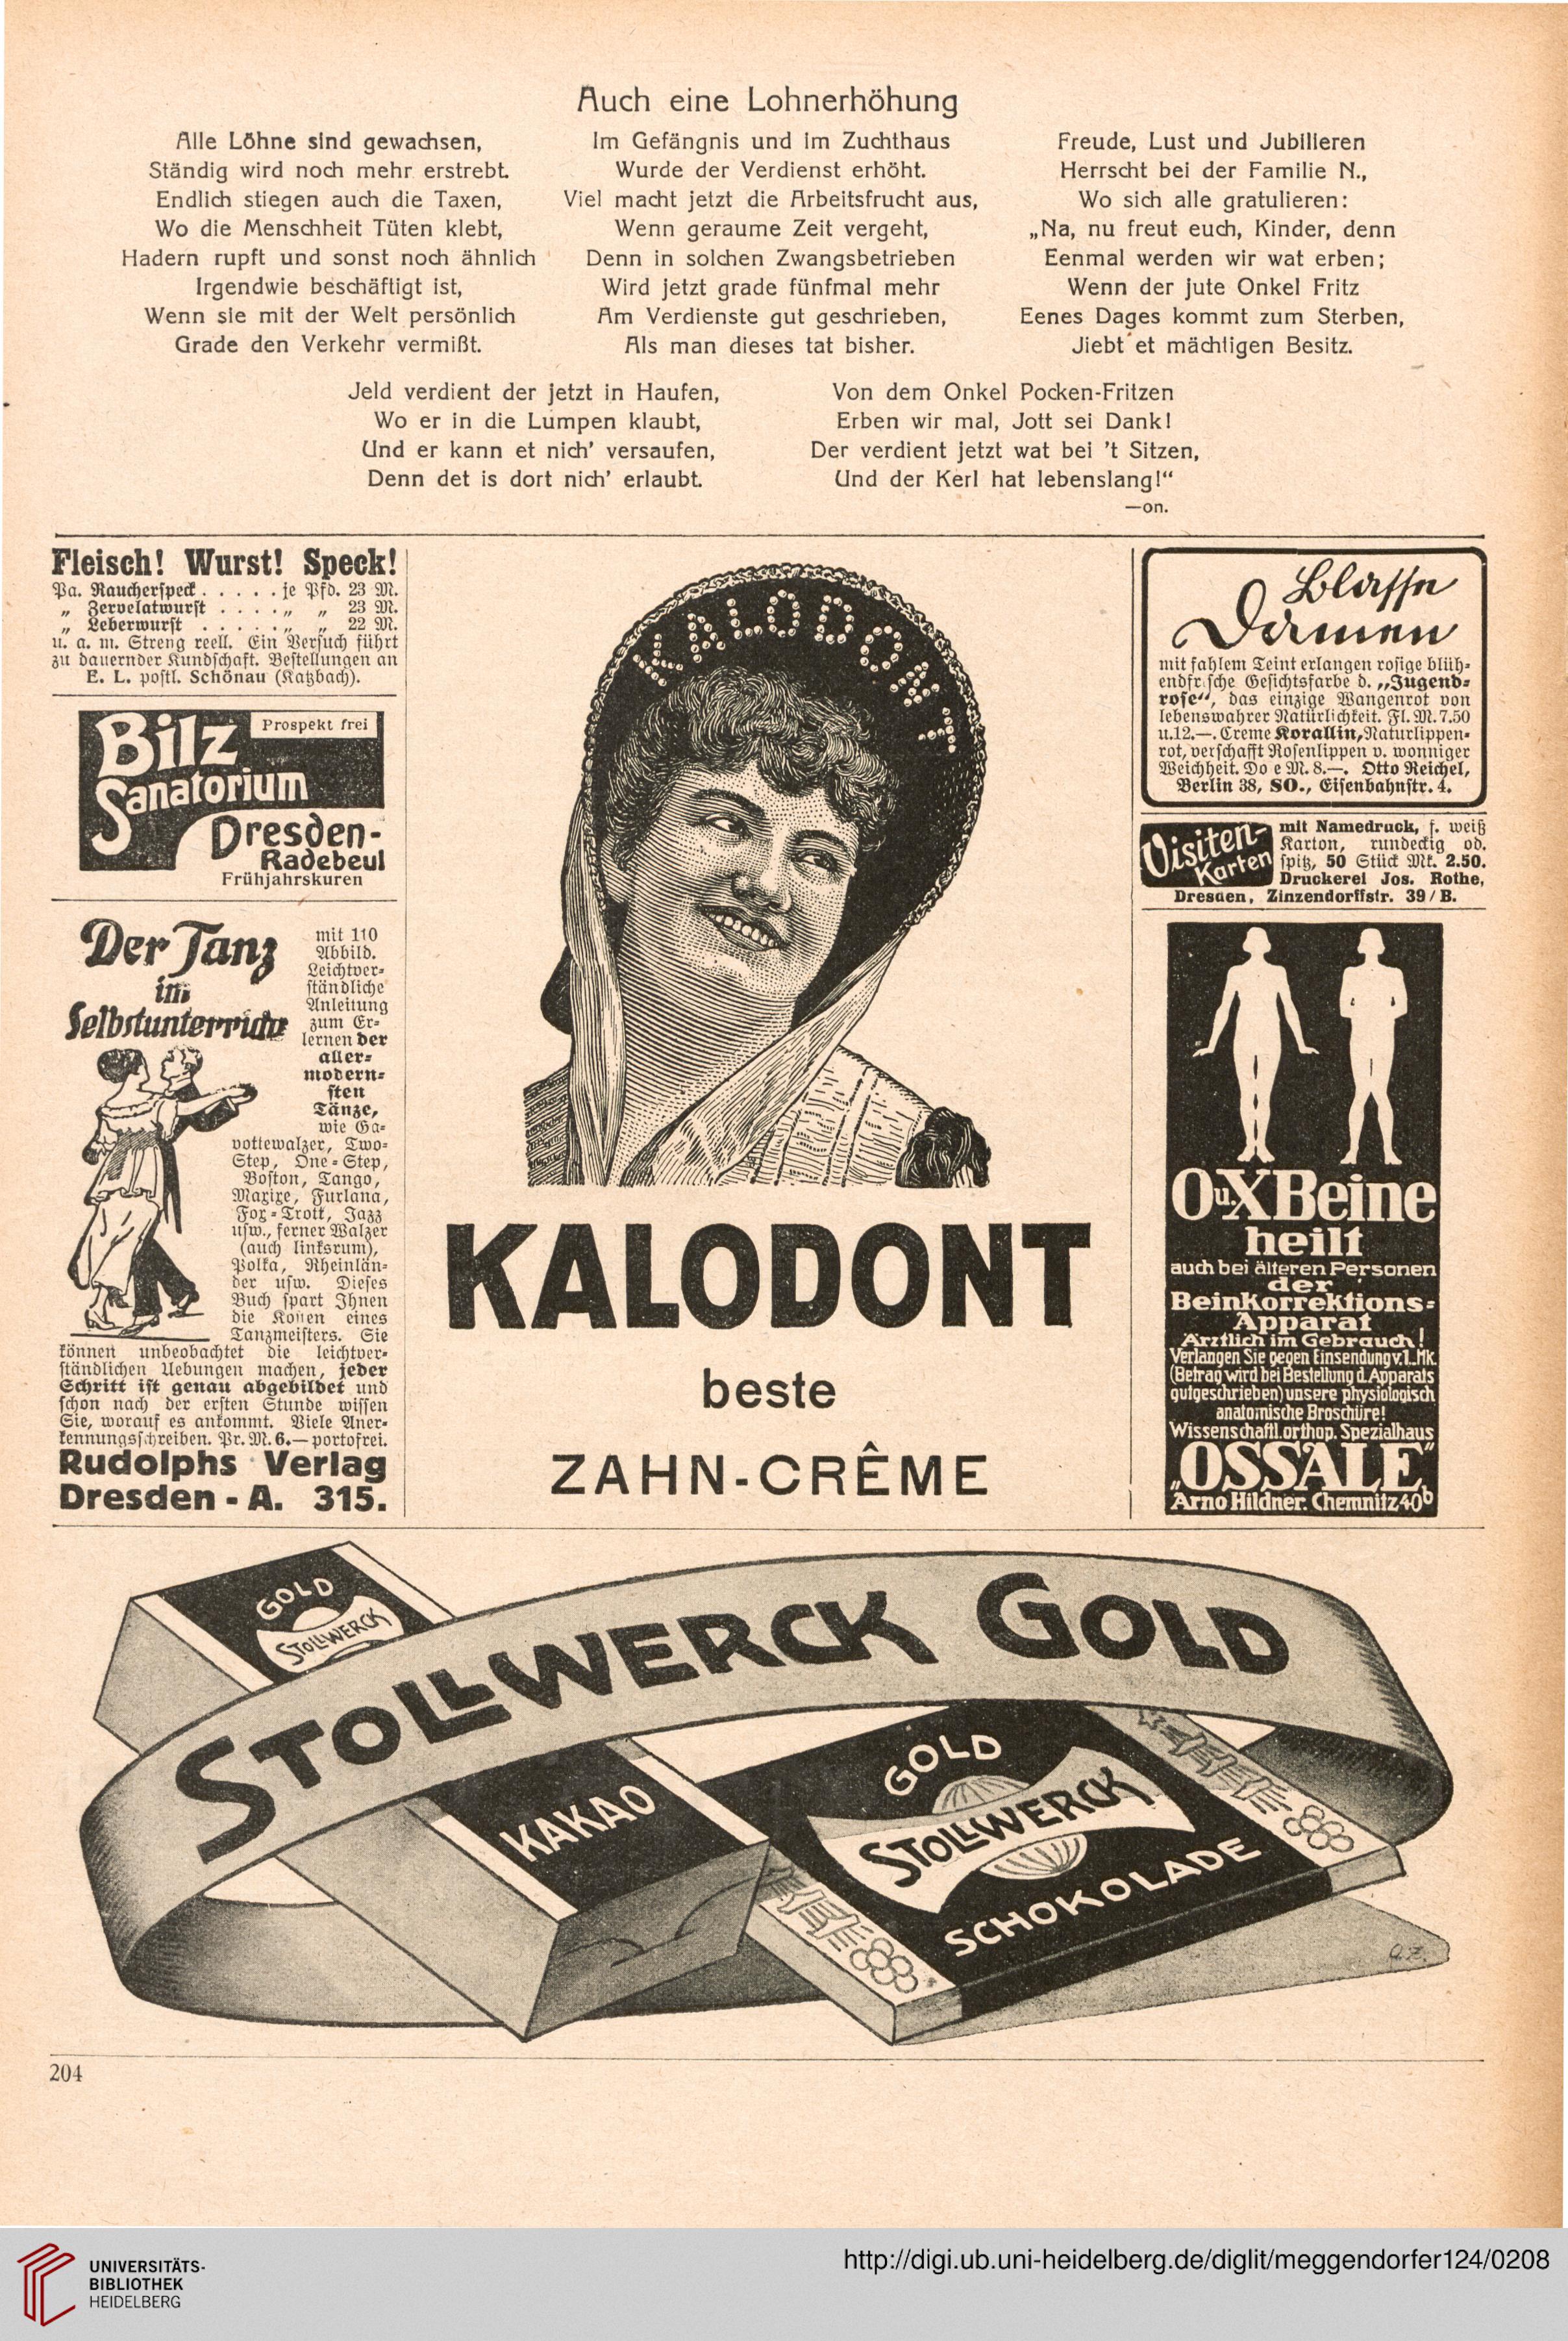 Auch eine Lohnerhöhung
Alle Löhne sind gewachsen,
Ständig wird noch mehr erstrebt.
Endlich stiegen auch die Taxen,
Wo die Menschheit Tüten klebt,
Hadern rupft und sonst noch ähnlich
Irgendwie beschäftigt ist,
Wenn sie mit der Welt persönlich
Grade den Verkehr vermißt.
Im Gefängnis und im Zuchthaus
Wurde der Verdienst erhöht.
Viel macht jetzt die Arbeitsfrucht aus,
Wenn geraume Zeit vergeht,
Denn in solchen Zwangsbetrieben
Wird jetzt grade fünfmal mehr
Am Verdienste gut geschrieben,
Als man dieses tat bisher.
Freude, Lust und Jubilieren
Herrscht bei der Familie N.,
Wo sich alle gratulieren:
„Na, nu freut euch, Kinder, denn
Eenmal werden wir wat erben;
Wenn der jute Onkel Fritz
Eenes Dages kommt zum Sterben,
Jiebt et mächtigen Besitz.
Jeld verdient der jetzt in Haufen,
Wo er in die Lumpen klaubt,
Und er kann et nich' versaufen,
Denn det is dort nich' erlaubt.
Von dem Onkel Pocken-Fritzen
Erben wir mal, Jott sei Dank!
Der verdient jetzt wat bei 't Sitzen,
Und der Kerl hat lebenslang!“
—on.
Fleisch! Wurst! Speck!
Pa. Raucherspeck . . . . . je Pfd. 23 M.
„ Zervelatwurst . . . . „ „ 23 M.
„ Leberwurst . . . . . „ „ 22 M.
u. a. m. Streng reell. Ein Versuch führt
zu dauernder Kundschaft. Bestellungen an
E. L. postl. Schönau (Katzbach).
Bilz
Prospekt frei
Sanatorium
Dresden-
Radebeul
Frühjahrskuren
Der Tanz
im
Selbstunterricht
mit 110
Abbild.
Leichtver-
ständliche
Anleitung
zum Er-
lernen der
aller-
modern-
sten
Tänze,
wie Ga-
vottewalzer, Two-
Step, One-Step,
Boston, Tango,
Maxixe, Furlana,
Fox-Trott, Jazz
usw., ferner Walzer
(auch linksrum),
Polka, Rheinlän-
der usw. Dieses
Buch spart Ihnen
die Kosten eines
Tanzmeisters. Sie
können unbeobachtet die leichtver-
ständlichen Uebungen machen, jeder
Schritt ist genau abgebildet und
schon nach der ersten Stunde wissen
Sie, worauf es ankommt. Viele Aner-
kennungsschreiben. Pr. M. 6.— portofrei.
Rudolphs Verlag
Dresden - A. 315.
KALODONT
KALODONT
beste
ZAHN-CRÊME
Blasse
Damen
mit fahlem Teint erlangen rosige blüh-
endfrische Gesichtsfarbe d. „Jugend-
rose“, das einzige Wangenrot von
lebenswahrer Natürlichkeit. Fl. M. 7.50
u. 12.—. Creme Korallin, Naturlippen-
rot, verschafft Rosenlippen v. wonniger
Weichheit. Dose M. 8.—. Otto Reichel,
Berlin 38, SO., Eisenbahnstr. 4.
Visiten-
Karten
mit Namedruck, f. weiß
Karton, rundeckig od.
spitz, 50 Stück Mk. 2.50.
Druckerei Jos. Rothe,
Dresden, Zinzendorffstr. 39 / B.
O u. X Beine
heilt
auch bei älteren Personen
der
Beinkorrektions-
Apparat
Ärztlich im Gebrauch!
Verlangen Sie gegen Einsendung v. 1.-Mk.
(Betrag wird bei Bestellung d. Apparats
gutgeschrieben) unsere physiologisch
anatomische Broschüre!
Wissenschaftl. orthop. Spezialhaus
„OSSALE“
Arno Hildner. Chemnitz 40b
GOLD
STOLLWERCK
STOLLWERCK GOLD
KAKAO
GOLD
STOLLWERCK
SCHOKOLADE
204
UNIVERSITÄTS-
BIBLIOTHEK
HEIDELBERG
http://digi.ub.uni-heidelberg.de/diglit/meggendorfer124/0208